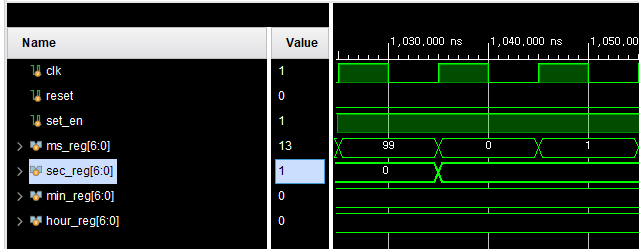 Name Value
1,030,000 ns 1,040,000 ns 1,050,
clk 1
reset 0
set_en 1
ms_reg[6:0] 13 99 0 1
sec_reg[6:0] 1 0
min_reg[6:0] 0
hour_reg[6:0] 0